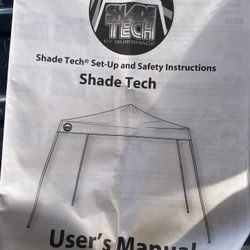 SHADE
TECH
BY QUIKSHADE
Shade Tech® Set-Up and Safety Instructions
Shade Tech
User's Manual